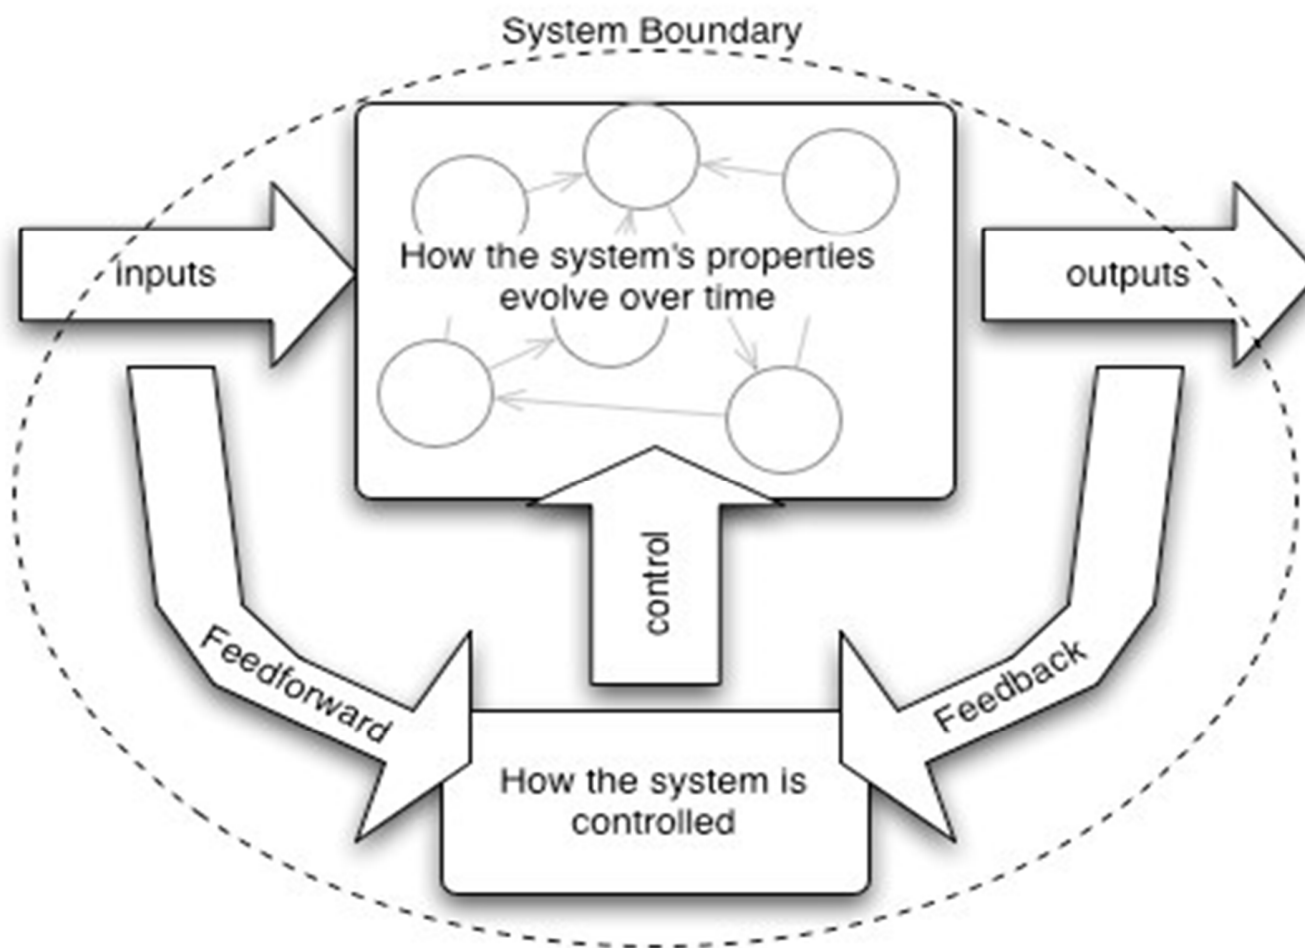 System Boundary
inputs
How the system's properties
evolve over time
outputs
control
Feedforward
Feedback
How the system is
controlled